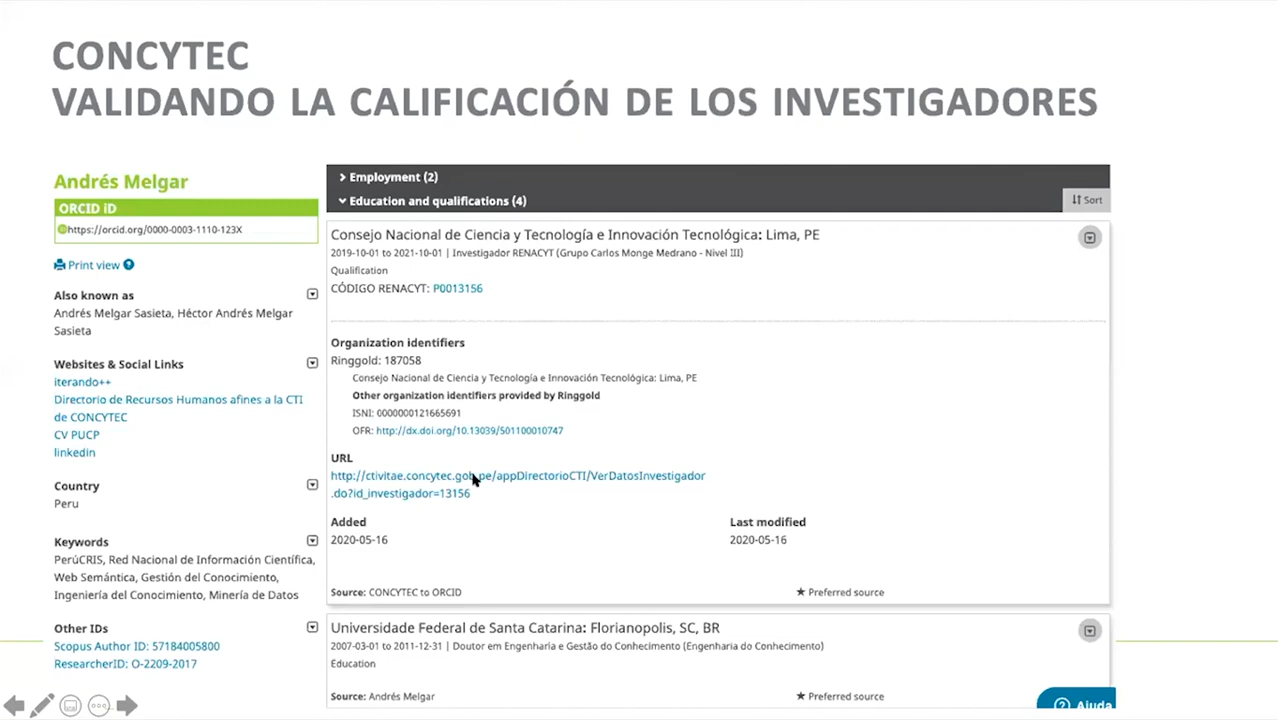 CONCYTEC
VALIDANDO LA CALIFICACIÓN DE LOS INVESTIGADORES
Andrés Melgar
ORCID iD
https://orcid.org/0000-0003-1110-123X
Print view
Also known as
Andrés Melgar Sasieta, Héctor Andrés Melgar
Sasieta
Websites & Social Links
iterando++
Directorio de Recursos Humanos afines a la CTI
de CONCYTEC
CV PUCP
linkedin
Country
Peru
Keywords
PerúCRIS, Red Nacional de Información Científica,
Web Semántica, Gestión del Conocimiento,
Ingeniería del Conocimiento, Minería de Datos
Other IDs
Scopus Author ID: 57184005800
ResearcherID: O-2209-2017
Employment (2)
Education and qualifications (4)
Sort
Consejo Nacional de Ciencia y Tecnología e Innovación Tecnológica: Lima, PE
2019-10-01 to 2021-10-01 | Investigador RENACYT (Grupo Carlos Monge Medrano - Nivel III)
Qualification
CÓDIGO RENACYT: P0013156
Organization identifiers
Ringgold: 187058
Consejo Nacional de Ciencia y Tecnología e Innovación Tecnológica: Lima, PE
Other organization identifiers provided by Ringgold
ISNI: 0000000121665691
OFR: http://dx.doi.org/10.13039/501100010747
URL
http://ctivitae.concytec.gob.pe/appDirectorioCTI/VerDatosInvestigador
.do?id_investigador=13156
Added
Last modified
2020-05-16
2020-05-16
Source: CONCYTEC to ORCID
★ Preferred source
Universidade Federal de Santa Catarina: Florianopolis, SC, BR
2007-03-01 to 2011-12-31 | Doutor em Engenharia e Gestão do Conhecimento (Engenharia do Conhecimento)
Education
Source: Andrés Melgar
★ Preferred source
Ajuda